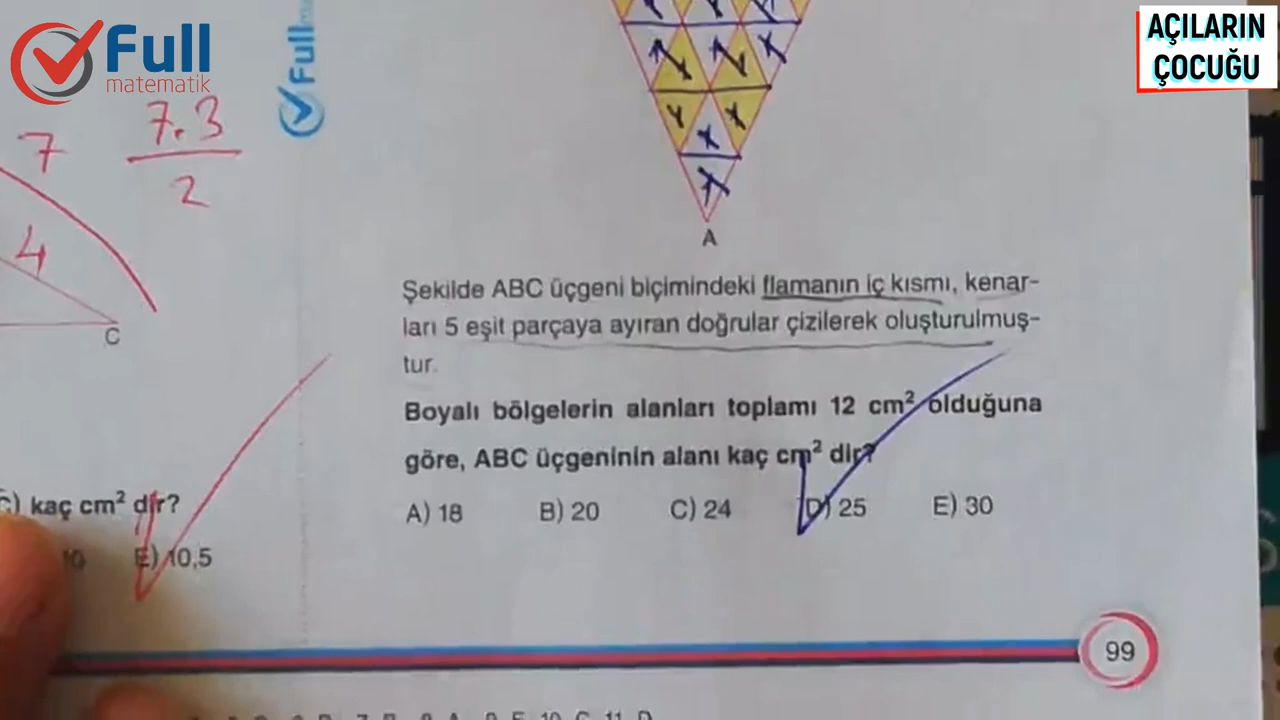 Full
matematik
Full
AÇILARIN
ÇOCUĞU
7
7.3
2
4
C
A
Şekilde ABC üçgeni biçimindeki flamanın iç kısmı, kenar-
ları 5 eşit parçaya ayıran doğrular çizilerek oluşturulmuş-
tur.
Boyalı bölgelerin alanları toplamı 12 cm² olduğuna
göre, ABC üçgeninin alanı kaç cm² dir?
A) 18 B) 20 C) 24 D) 25 E) 30
kaç cm² dir?
10 E) 10,5
99